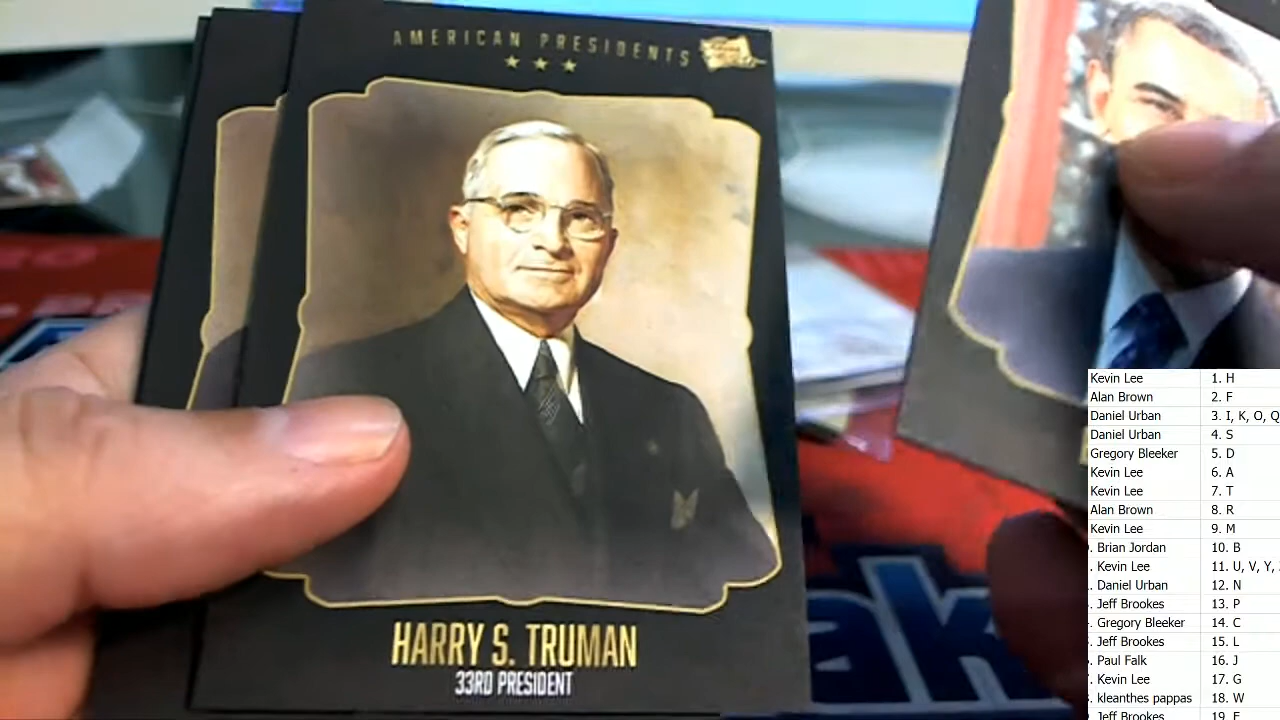 AMERICAN PRESIDENTS
HARRY S. TRUMAN
33RD PRESIDENT
ak
Kevin Lee 1. H
Alan Brown 2. F
Daniel Urban 3. I, K, O, Q
Daniel Urban 4. S
Gregory Bleeker 5. D
Kevin Lee 6. A
Kevin Lee 7. T
Alan Brown 8. R
Kevin Lee 9. M
. Brian Jordan 10. B
. Kevin Lee 11. U, V, Y,
. Daniel Urban 12. N
. Jeff Brookes 13. P
. Gregory Bleeker 14. C
. Jeff Brookes 15. L
. Paul Falk 16. J
. Kevin Lee 17. G
. kleanthes pappas 18. W
. Jeff Brookes 19. E